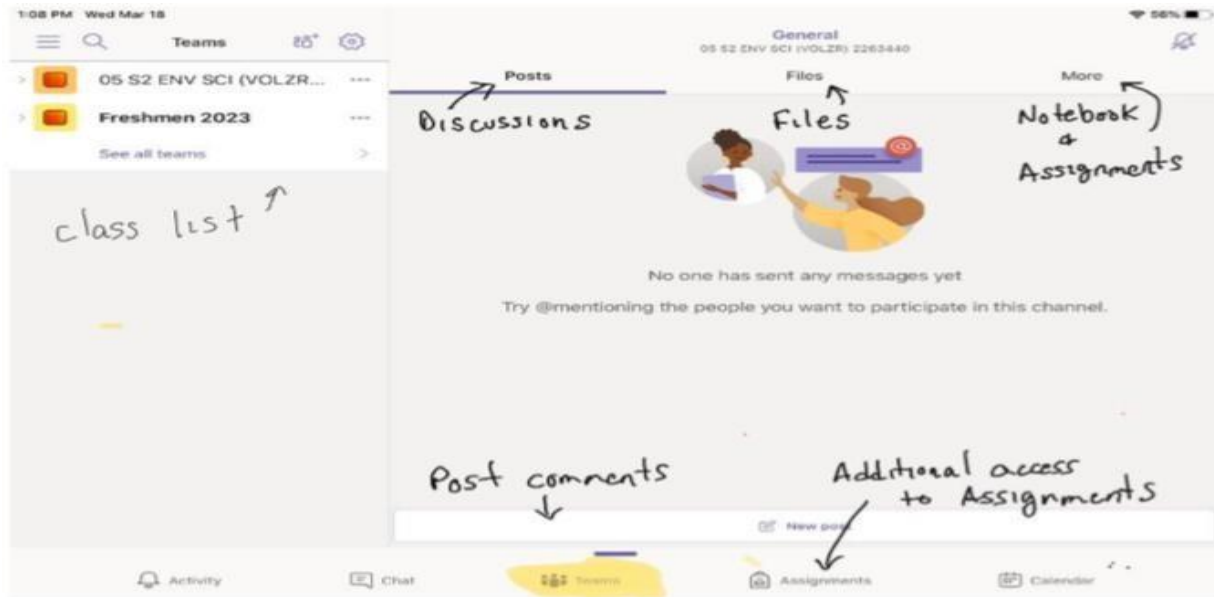 1:08 PM Wed Mar 18
56%
Teams
General
05 S2 ENV SCI (VOLZR) 2263440
05 S2 ENV SCI (VOLZR...
Posts
Files
More
Freshmen 2023
Discussions
Files
Notebook
&
Assignments
See all teams
class list
No one has sent any messages yet
Try @mentioning the people you want to participate in this channel.
Post comments
Additional access
to Assignments
New post
Activity
Chat
Teams
Assignments
Calendar